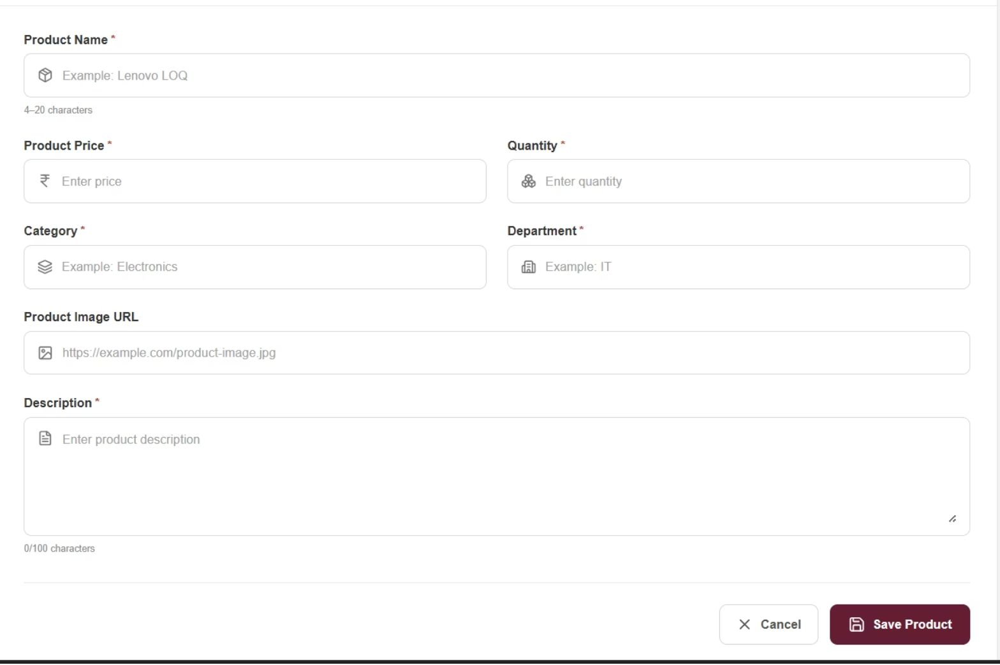 Product Name *
Example: Lenovo LOQ
4–20 characters
Product Price *
Quantity *
₹ Enter price
Enter quantity
Category *
Department *
Example: Electronics
Example: IT
Product Image URL
https://example.com/product-image.jpg
Description *
Enter product description
0/100 characters
Cancel
Save Product